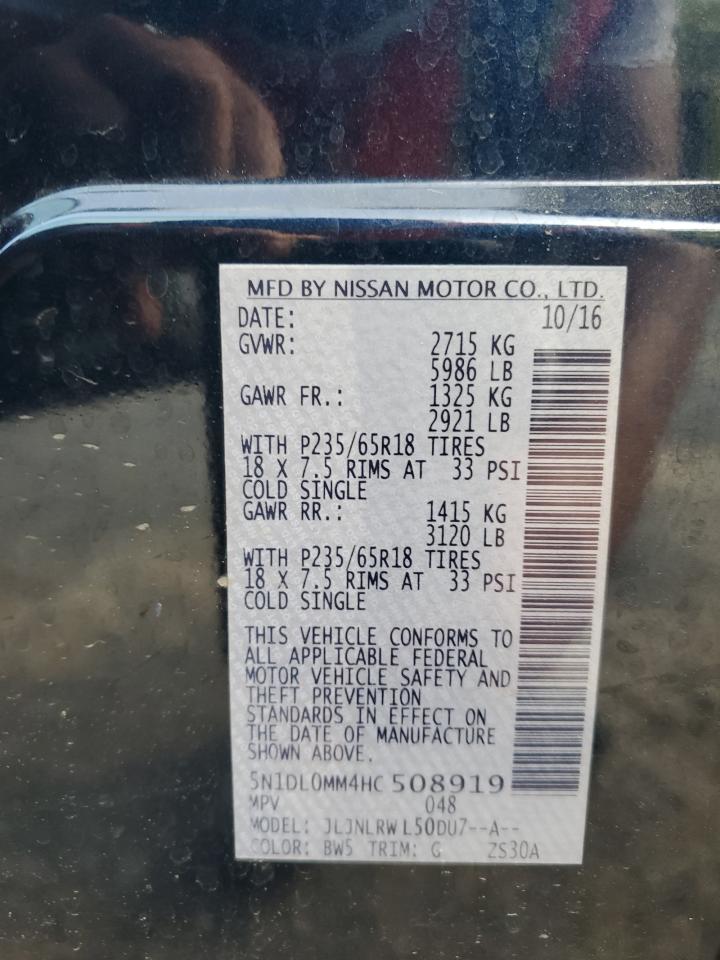 MFD BY NISSAN MOTOR CO., LTD.
DATE: 10/16
GVWR: 2715 KG
5986 LB
GAWR FR.: 1325 KG
2921 LB
WITH P235/65R18 TIRES
18 X 7.5 RIMS AT 33 PSI
COLD SINGLE
GAWR RR.: 1415 KG
3120 LB
WITH P235/65R18 TIRES
18 X 7.5 RIMS AT 33 PSI
COLD SINGLE
THIS VEHICLE CONFORMS TO
ALL APPLICABLE FEDERAL
MOTOR VEHICLE SAFETY AND
THEFT PREVENTION
STANDARDS IN EFFECT ON
THE DATE OF MANUFACTURE
SHOWN ABOVE.
5N1DL0MM4HC 508919
MPV 048
MODEL: JLJNLRW L50DU7--A--
COLOR: BW5 TRIM: G ZS30A